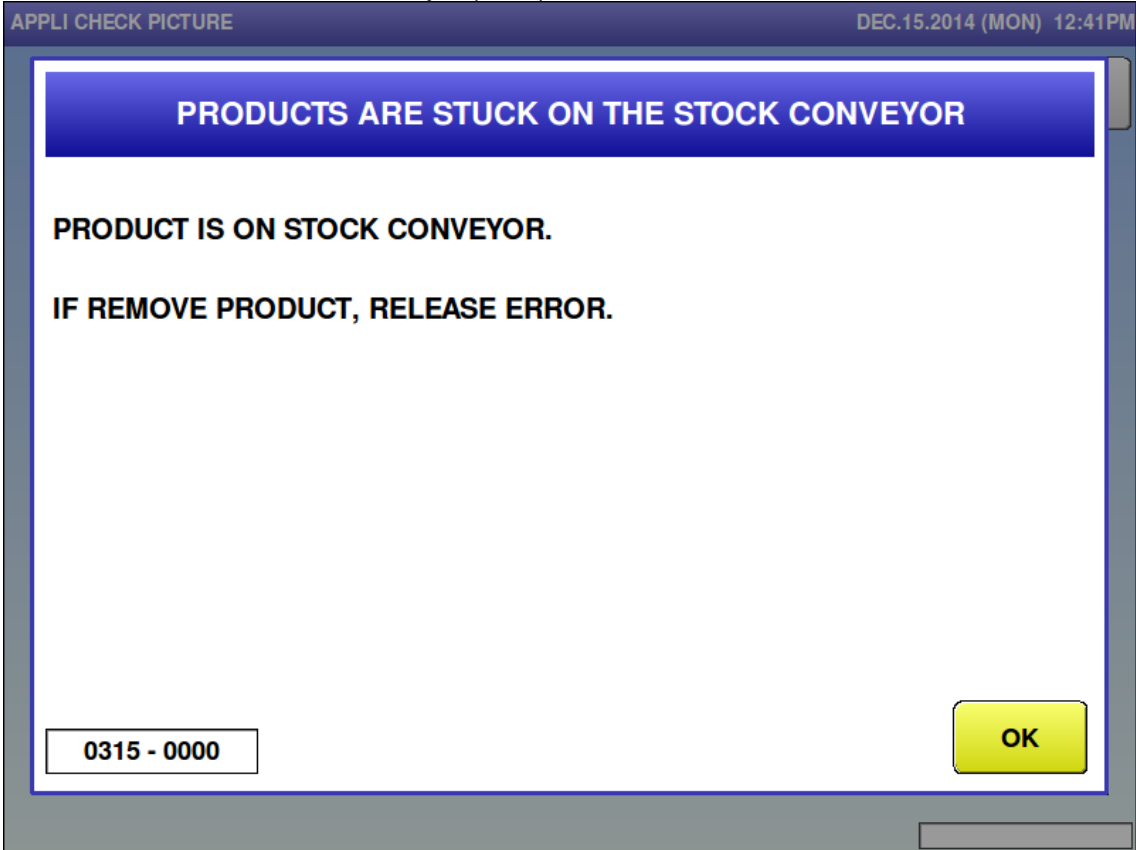 APPLI CHECK PICTURE DEC.15.2014 (MON) 12:41PM
PRODUCTS ARE STUCK ON THE STOCK CONVEYOR
PRODUCT IS ON STOCK CONVEYOR.
IF REMOVE PRODUCT, RELEASE ERROR.
0315 - 0000
OK